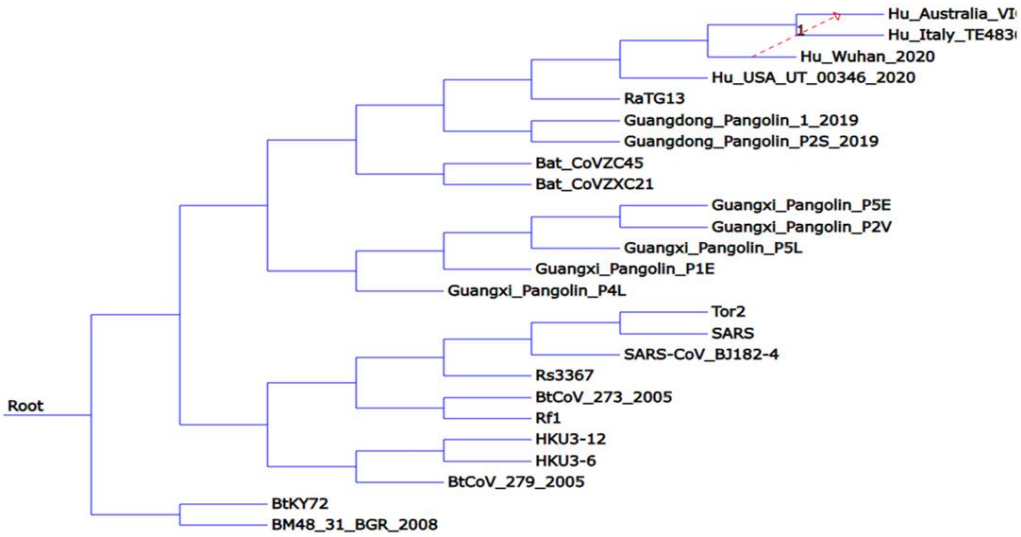 Hu_Australia_VI
Hu_Italy_TE483
1
Hu_Wuhan_2020
Hu_USA_UT_00346_2020
RaTG13
Guangdong_Pangolin_1_2019
Guangdong_Pangolin_P2S_2019
Bat_CoVZC45
Bat_CoVZXC21
Guangxi_Pangolin_P5E
Guangxi_Pangolin_P2V
Guangxi_Pangolin_P5L
Guangxi_Pangolin_P1E
Guangxi_Pangolin_P4L
Tor2
SARS
SARS-CoV_BJ182-4
Rs3367
BtCoV_273_2005
Root
Rf1
HKU3-12
HKU3-6
BtCoV_279_2005
BtKY72
BM48_31_BGR_2008